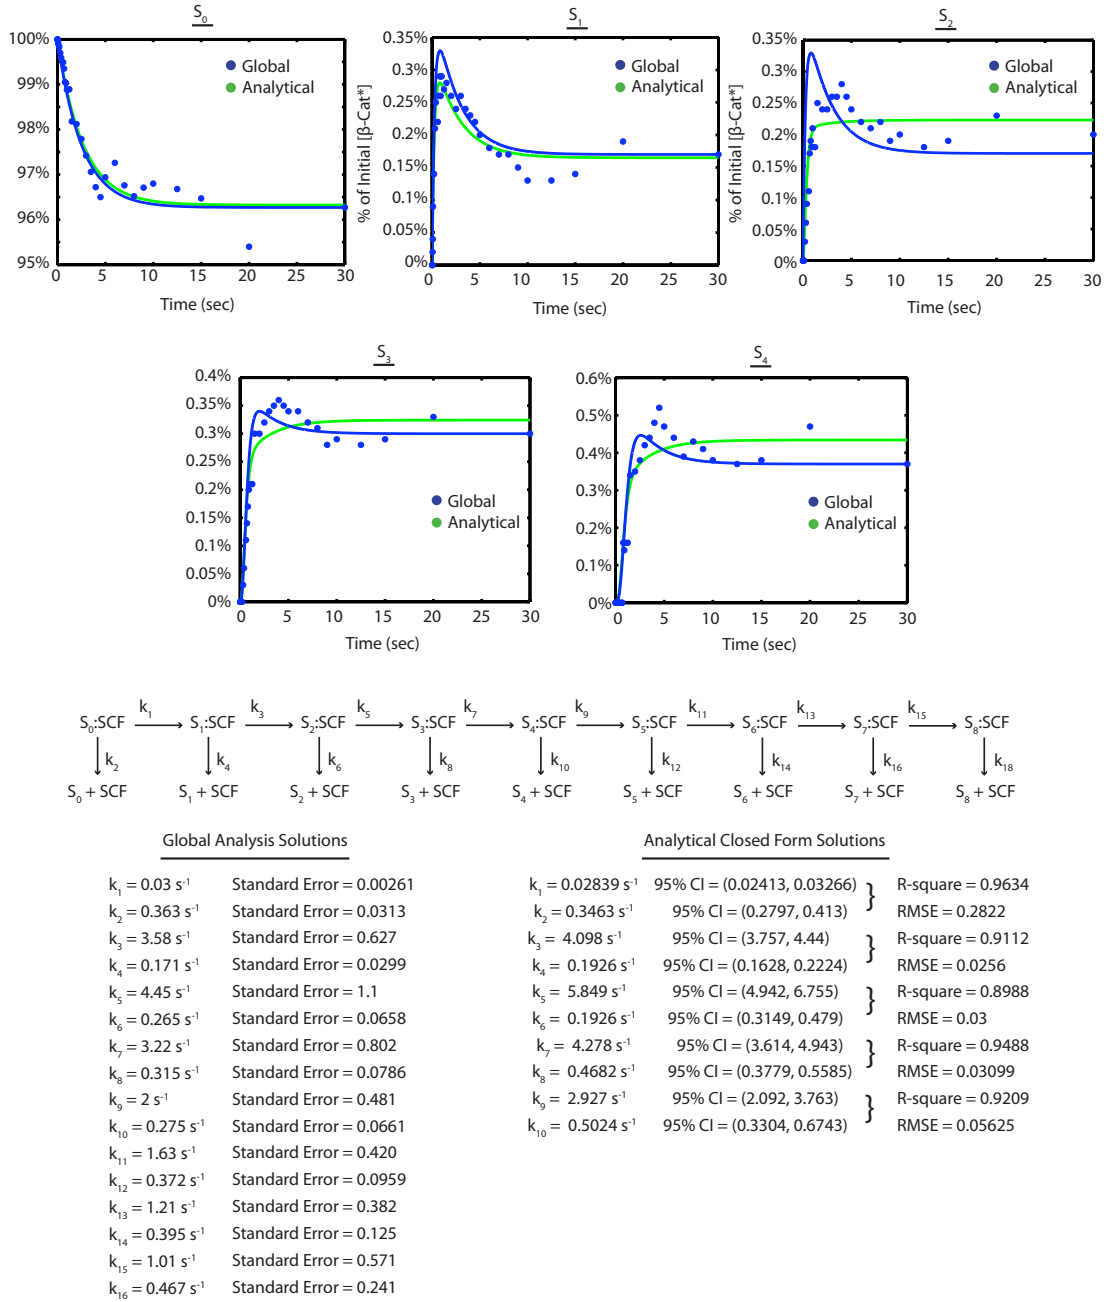 S₀
100%
99%
98%
97%
96%
95%
Global
Analytical
0 5 10 15 20 25 30
Time (sec)
S₁
% of Initial [β-Cat*]
0.35%
0.3%
0.25%
0.2%
0.15%
0.1%
0.05%
0%
Global
Analytical
0 5 10 15 20 25 30
Time (sec)
S₂
% of Initial [β-Cat*]
0.35%
0.3%
0.25%
0.2%
0.15%
0.1%
0.05%
0%
Global
Analytical
0 5 10 15 20 25 30
Time (sec)
S₃
0.4%
0.35%
0.3%
0.25%
0.2%
0.15%
0.1%
0.05%
0%
Global
Analytical
0 5 10 15 20 25 30
Time (sec)
S₄
0.6%
0.5%
0.4%
0.3%
0.2%
0.1%
0%
Global
Analytical
0 5 10 15 20 25 30
Time (sec)
k₁ k₃ k₅ k₇ k₉ k₁₁ k₁₃ k₁₅
S₀:SCF S₁:SCF S₂:SCF S₃:SCF S₄:SCF S₅:SCF S₆:SCF S₇:SCF S₈:SCF
k₂ k₄ k₆ k₈ k₁₀ k₁₂ k₁₄ k₁₆ k₁₈
S₀ + SCF S₁ + SCF S₂ + SCF S₃ + SCF S₄ + SCF S₅ + SCF S₆ + SCF S₇ + SCF S₈ + SCF
Global Analysis Solutions
k₁ = 0.03 s⁻¹ Standard Error = 0.00261
k₂ = 0.363 s⁻¹ Standard Error = 0.0313
k₃ = 3.58 s⁻¹ Standard Error = 0.627
k₄ = 0.171 s⁻¹ Standard Error = 0.0299
k₅ = 4.45 s⁻¹ Standard Error = 1.1
k₆ = 0.265 s⁻¹ Standard Error = 0.0658
k₇ = 3.22 s⁻¹ Standard Error = 0.802
k₈ = 0.315 s⁻¹ Standard Error = 0.0786
k₉ = 2 s⁻¹ Standard Error = 0.481
k₁₀ = 0.275 s⁻¹ Standard Error = 0.0661
k₁₁ = 1.63 s⁻¹ Standard Error = 0.420
k₁₂ = 0.372 s⁻¹ Standard Error = 0.0959
k₁₃ = 1.21 s⁻¹ Standard Error = 0.382
k₁₄ = 0.395 s⁻¹ Standard Error = 0.125
k₁₅ = 1.01 s⁻¹ Standard Error = 0.571
k₁₆ = 0.467 s⁻¹ Standard Error = 0.241
Analytical Closed Form Solutions
k₁ = 0.02839 s⁻¹ 95% CI = (0.02413, 0.03266) } R-square = 0.9634
k₂ = 0.3463 s⁻¹ 95% CI = (0.2797, 0.413) RMSE = 0.2822
k₃ = 4.098 s⁻¹ 95% CI = (3.757, 4.44) } R-square = 0.9112
k₄ = 0.1926 s⁻¹ 95% CI = (0.1628, 0.2224) RMSE = 0.0256
k₅ = 5.849 s⁻¹ 95% CI = (4.942, 6.755) } R-square = 0.8988
k₆ = 0.1926 s⁻¹ 95% CI = (0.3149, 0.479) RMSE = 0.03
k₇ = 4.278 s⁻¹ 95% CI = (3.614, 4.943) } R-square = 0.9488
k₈ = 0.4682 s⁻¹ 95% CI = (0.3779, 0.5585) RMSE = 0.03099
k₉ = 2.927 s⁻¹ 95% CI = (2.092, 3.763) } R-square = 0.9209
k₁₀ = 0.5024 s⁻¹ 95% CI = (0.3304, 0.6743) RMSE = 0.05625